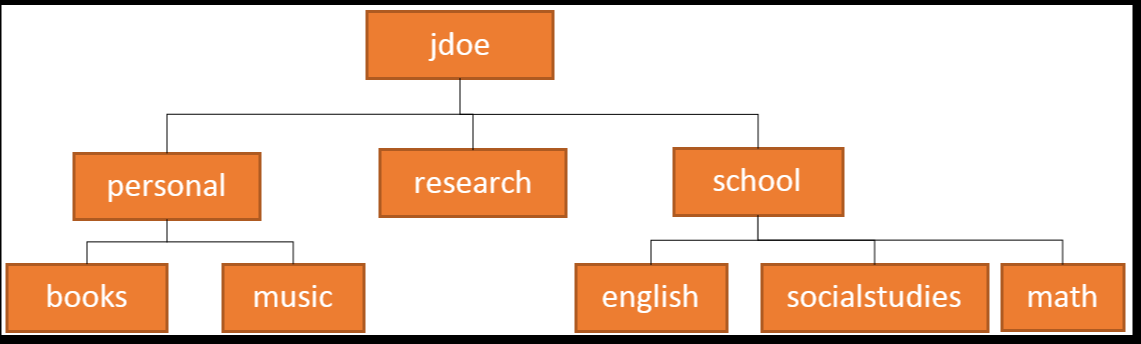 jdoe
personal
research
school
books
music
english
socialstudies
math